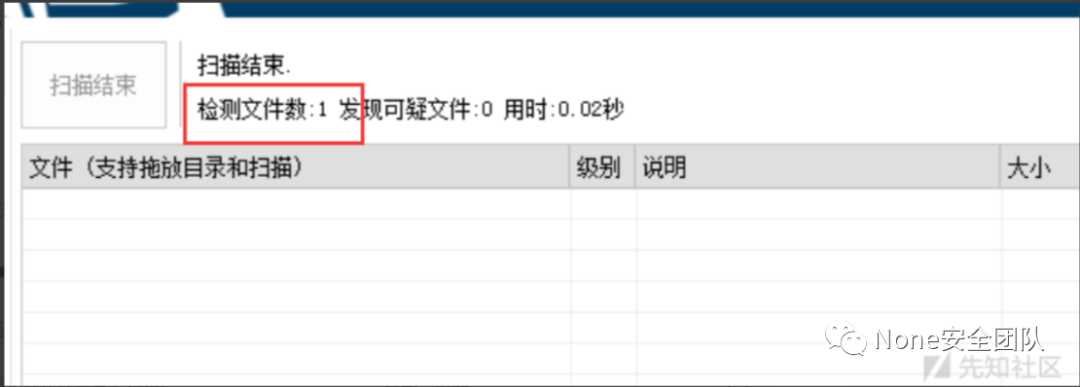 扫描结束
扫描结束.
检测文件数:1 发现可疑文件:0 用时:0.02秒
文件（支持拖放目录和扫描） 级别 说明 大小
None安全团队
先知社区